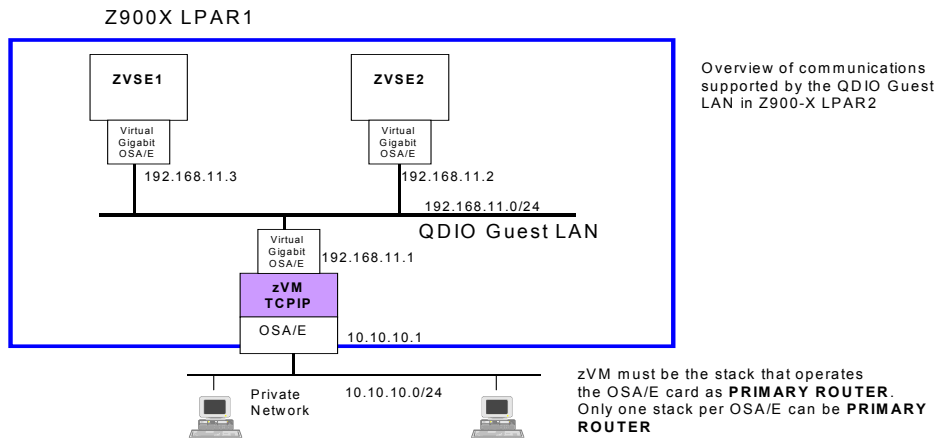 Z900X LPAR1
ZVSE1
ZVSE2
Overview of communications
supported by the QDIO Guest
LAN in Z900-X LPAR2
Virtual
Gigabit
OSA/E
Virtual
Gigabit
OSA/E
192.168.11.3
192.168.11.2
192.168.11.0/24
QDIO Guest LAN
Virtual
Gigabit
OSA/E
192.168.11.1
zVM
TCPIP
OSA/E
10.10.10.1
Private
Network
10.10.10.0/24
zVM must be the stack that operates
the OSA/E card as PRIMARY ROUTER.
Only one stack per OSA/E can be PRIMARY
ROUTER